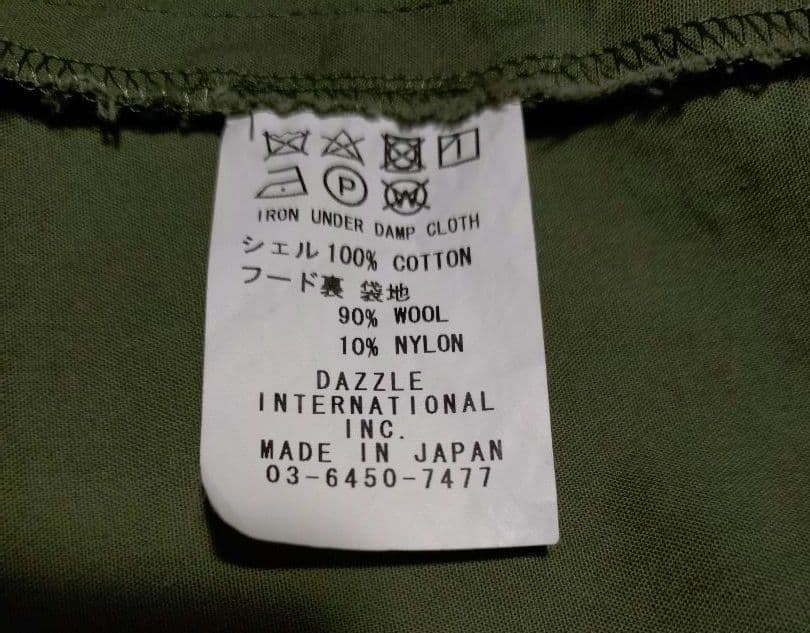 P W
IRON UNDER DAMP CLOTH
シェル 100% COTTON
フード裏 袋地
90% WOOL
10% NYLON
DAZZLE
INTERNATIONAL
INC.
MADE IN JAPAN
03-6450-7477